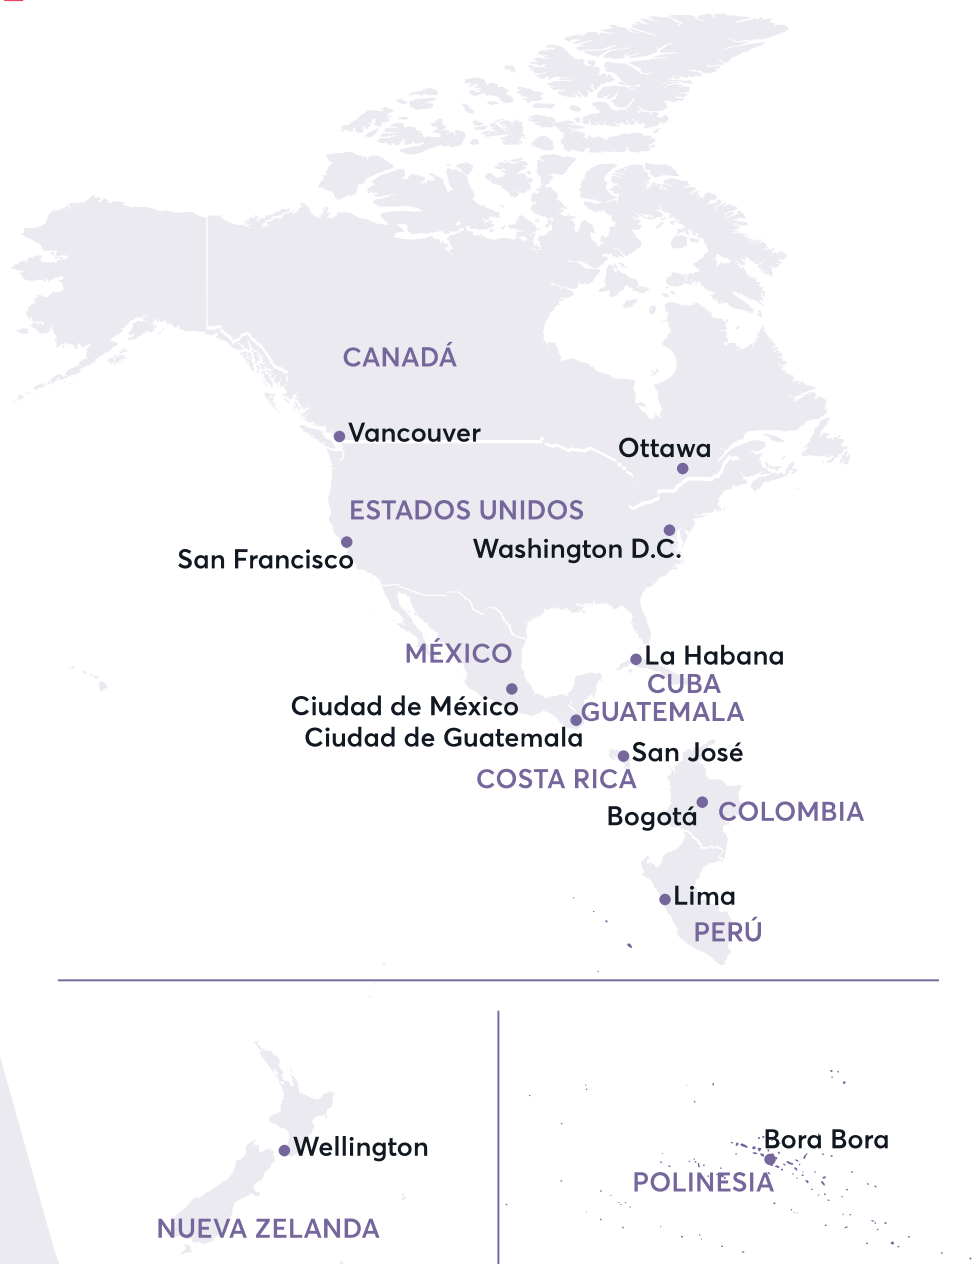 CANADÁ
Vancouver
Ottawa
ESTADOS UNIDOS
Washington D.C.
San Francisco
MÉXICO
La Habana
CUBA
Ciudad de México
GUATEMALA
Ciudad de Guatemala
San José
COSTA RICA
Bogotá
COLOMBIA
Lima
PERÚ
Wellington
NUEVA ZELANDA
Bora Bora
POLINESIA